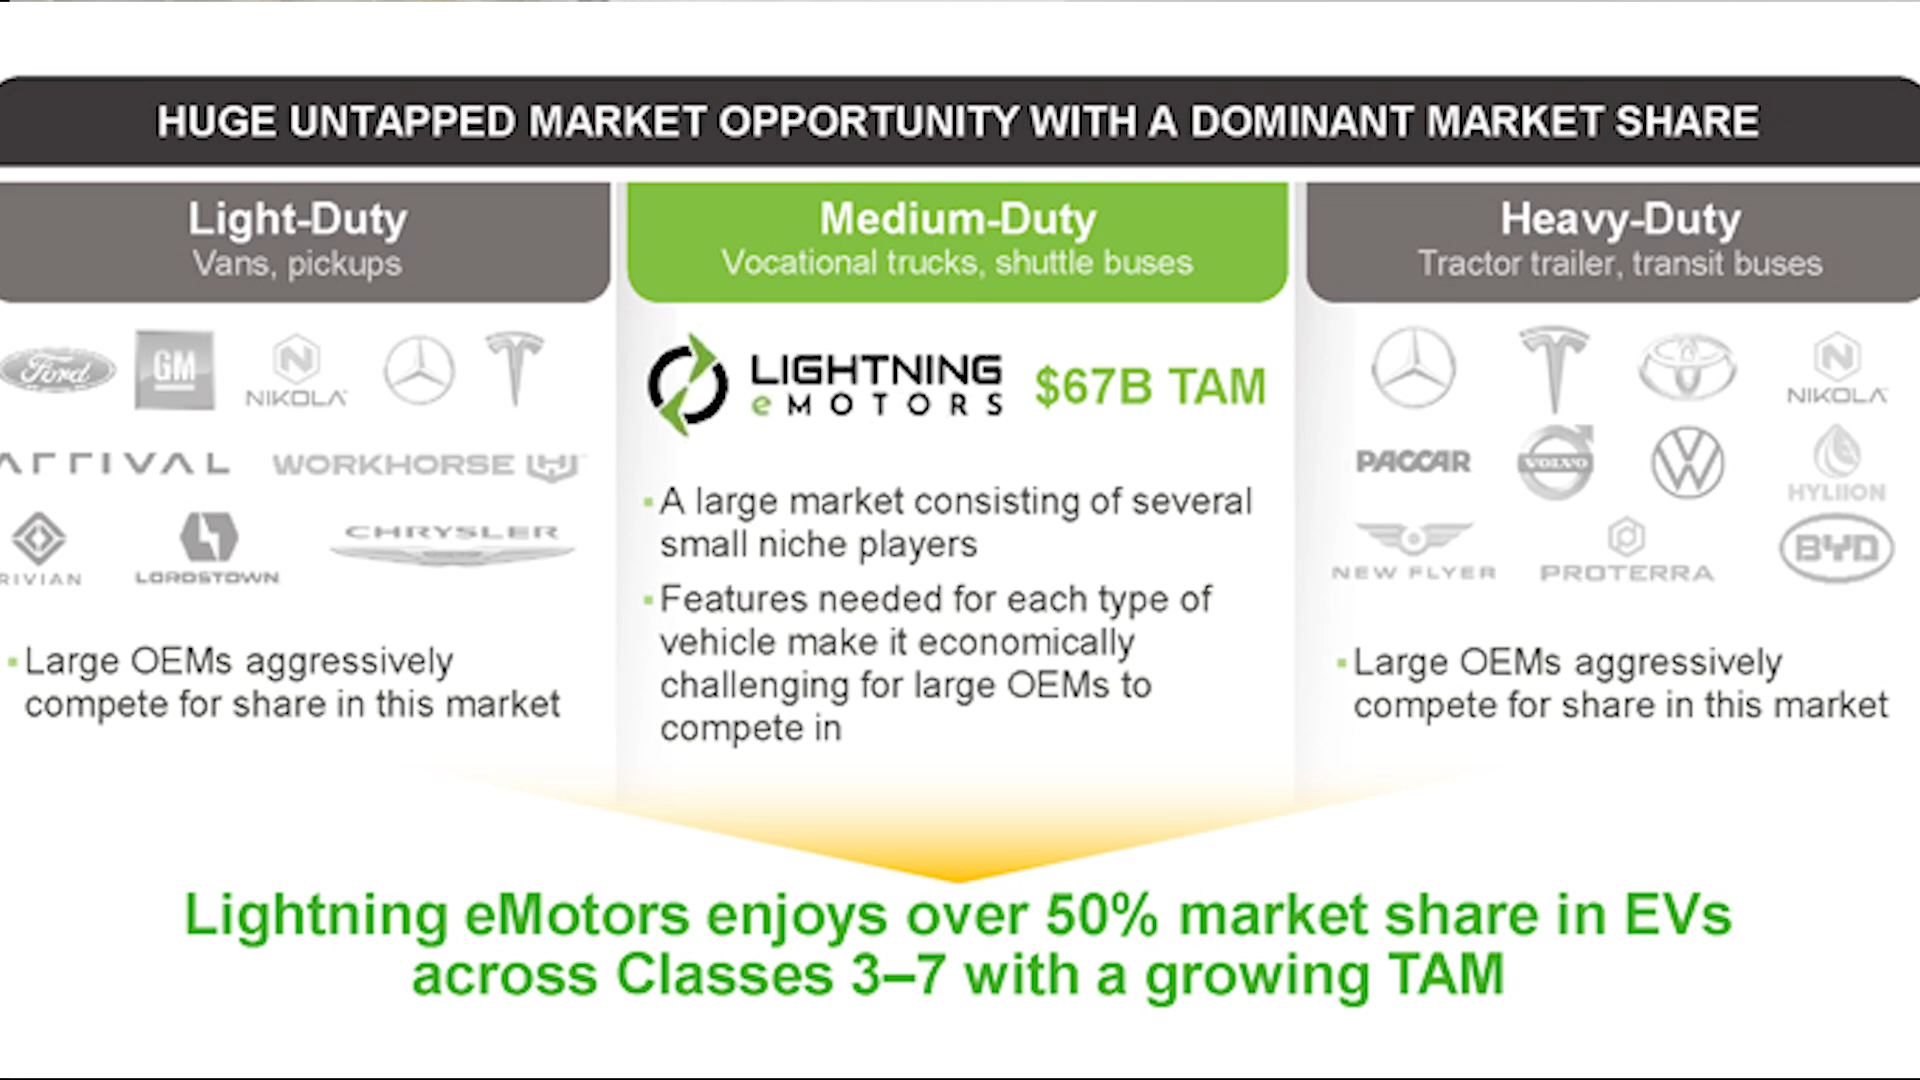 HUGE UNTAPPED MARKET OPPORTUNITY WITH A DOMINANT MARKET SHARE
Light-Duty
Vans, pickups
Ford
GM
NIKOLA
ARRIVAL
WORKHORSE
RIVIAN
LORDSTOWN
CHRYSLER
▪ Large OEMs aggressively
compete for share in this market
Medium-Duty
Vocational trucks, shuttle buses
LIGHTNING
eMOTORS
$67B TAM
▪ A large market consisting of several
small niche players
▪ Features needed for each type of
vehicle make it economically
challenging for large OEMs to
compete in
Heavy-Duty
Tractor trailer, transit buses
NIKOLA
PACCAR
VOLVO
HYLIION
NEW FLYER
PROTERRA
BYD
▪ Large OEMs aggressively
compete for share in this market
Lightning eMotors enjoys over 50% market share in EVs
across Classes 3–7 with a growing TAM